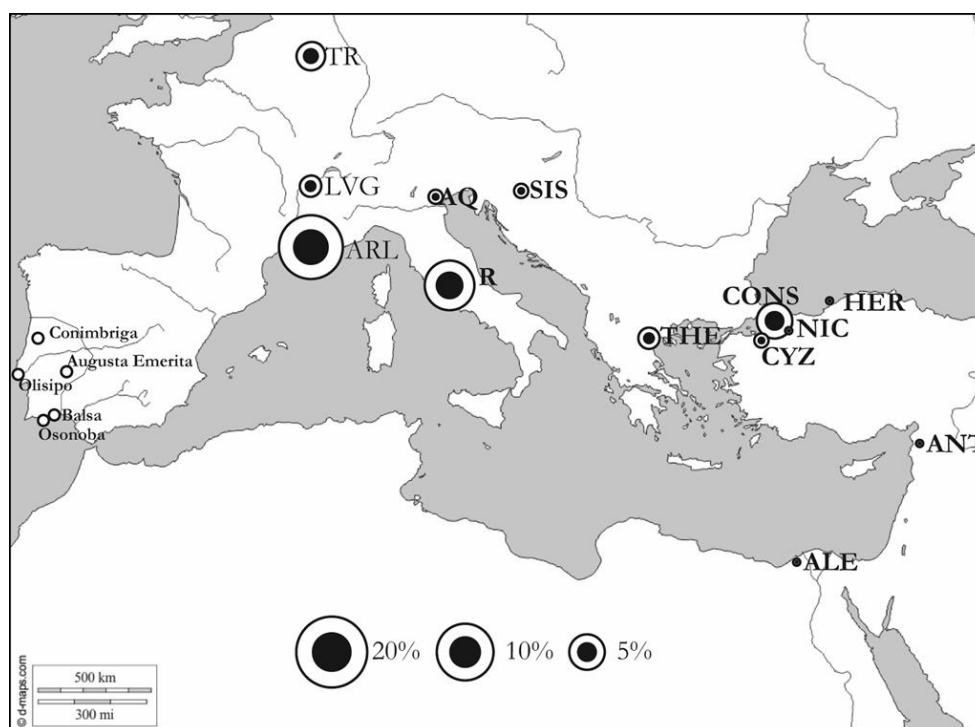 TR
LVG
AQ
SIS
ARL
R
CONS
HER
NIC
THE
CYZ
Conimbriga
Augusta Emerita
Olisipo
Balsa
Osonoba
ANT
ALE
20%
10%
5%
500 km
300 mi
© d-maps.com